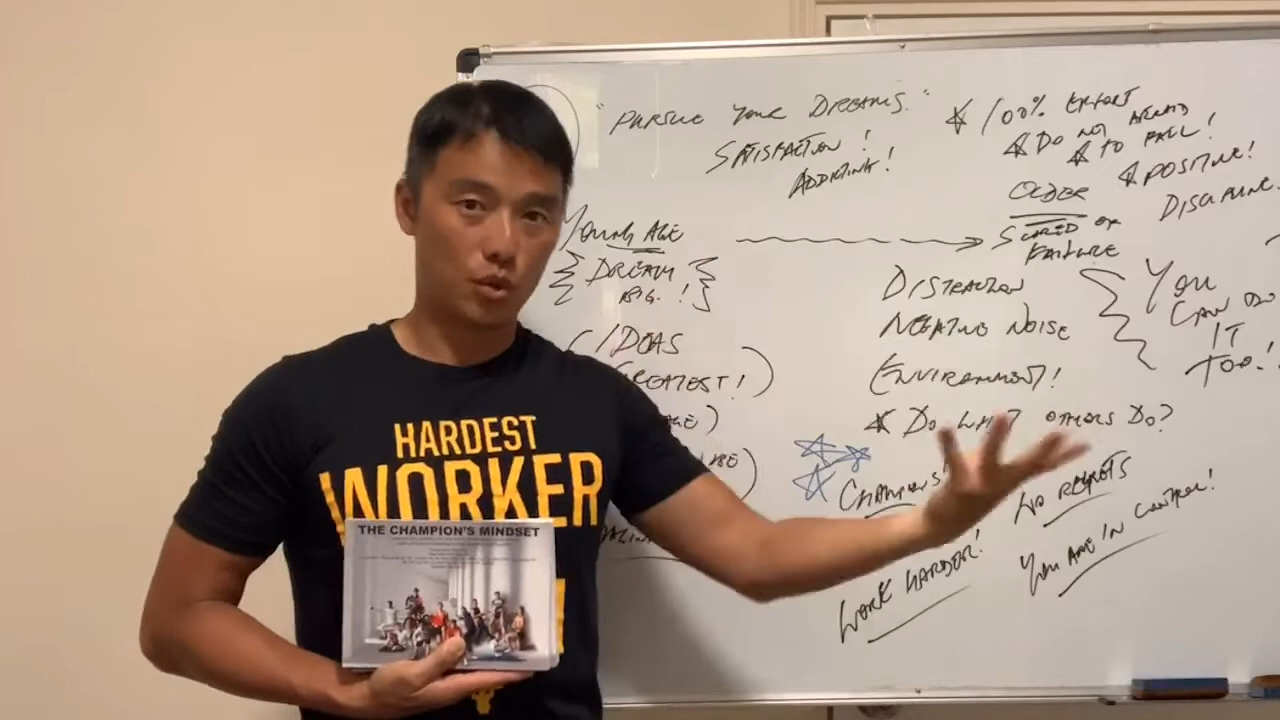 "PURSUE YOUR DREAMS."
SATISFACTION!
ADDICTING!
★ 100% EFFORT
★ DO NOT AFRAID
★ TO FAIL!
★ POSITIVE!
DISCIPLINE
YOUNG AGE
DREAM
BIG!
IDEAS
GREATEST!)
OLDER
SCARED OF
FAILURE
DISTRACTION
NEGATIVE NOISE
ENVIRONMENT!
★ DO WHAT OTHERS DO?
YOU
CAN DO
IT
TOO!
CHAMPIONS!
NO REGRETS
WORK HARDER!
YOU ARE IN CONTROL!
HARDEST
WORKER
THE CHAMPION'S MINDSET